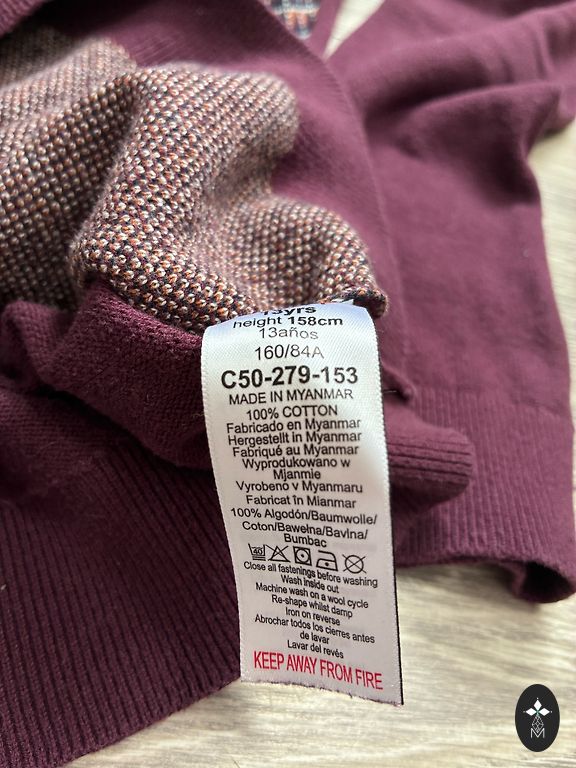 13yrs
height 158cm
13años
160/84A
C50-279-153
MADE IN MYANMAR
100% COTTON
Fabricado en Myanmar
Hergestellt in Myanmar
Fabriqué au Myanmar
Wyprodukowano w
Mjanmie
Vyrobeno v Myanmaru
Fabricat în Mianmar
100% Algodón/Baumwolle/
Coton/Bawełna/Bavlna/
Bumbac
40
Close all fastenings before washing
Wash inside out
Machine wash on a wool cycle
Re-shape whilst damp
Iron on reverse
Abrochar todos los cierres antes
de lavar
Lavar del revés
KEEP AWAY FROM FIRE
M